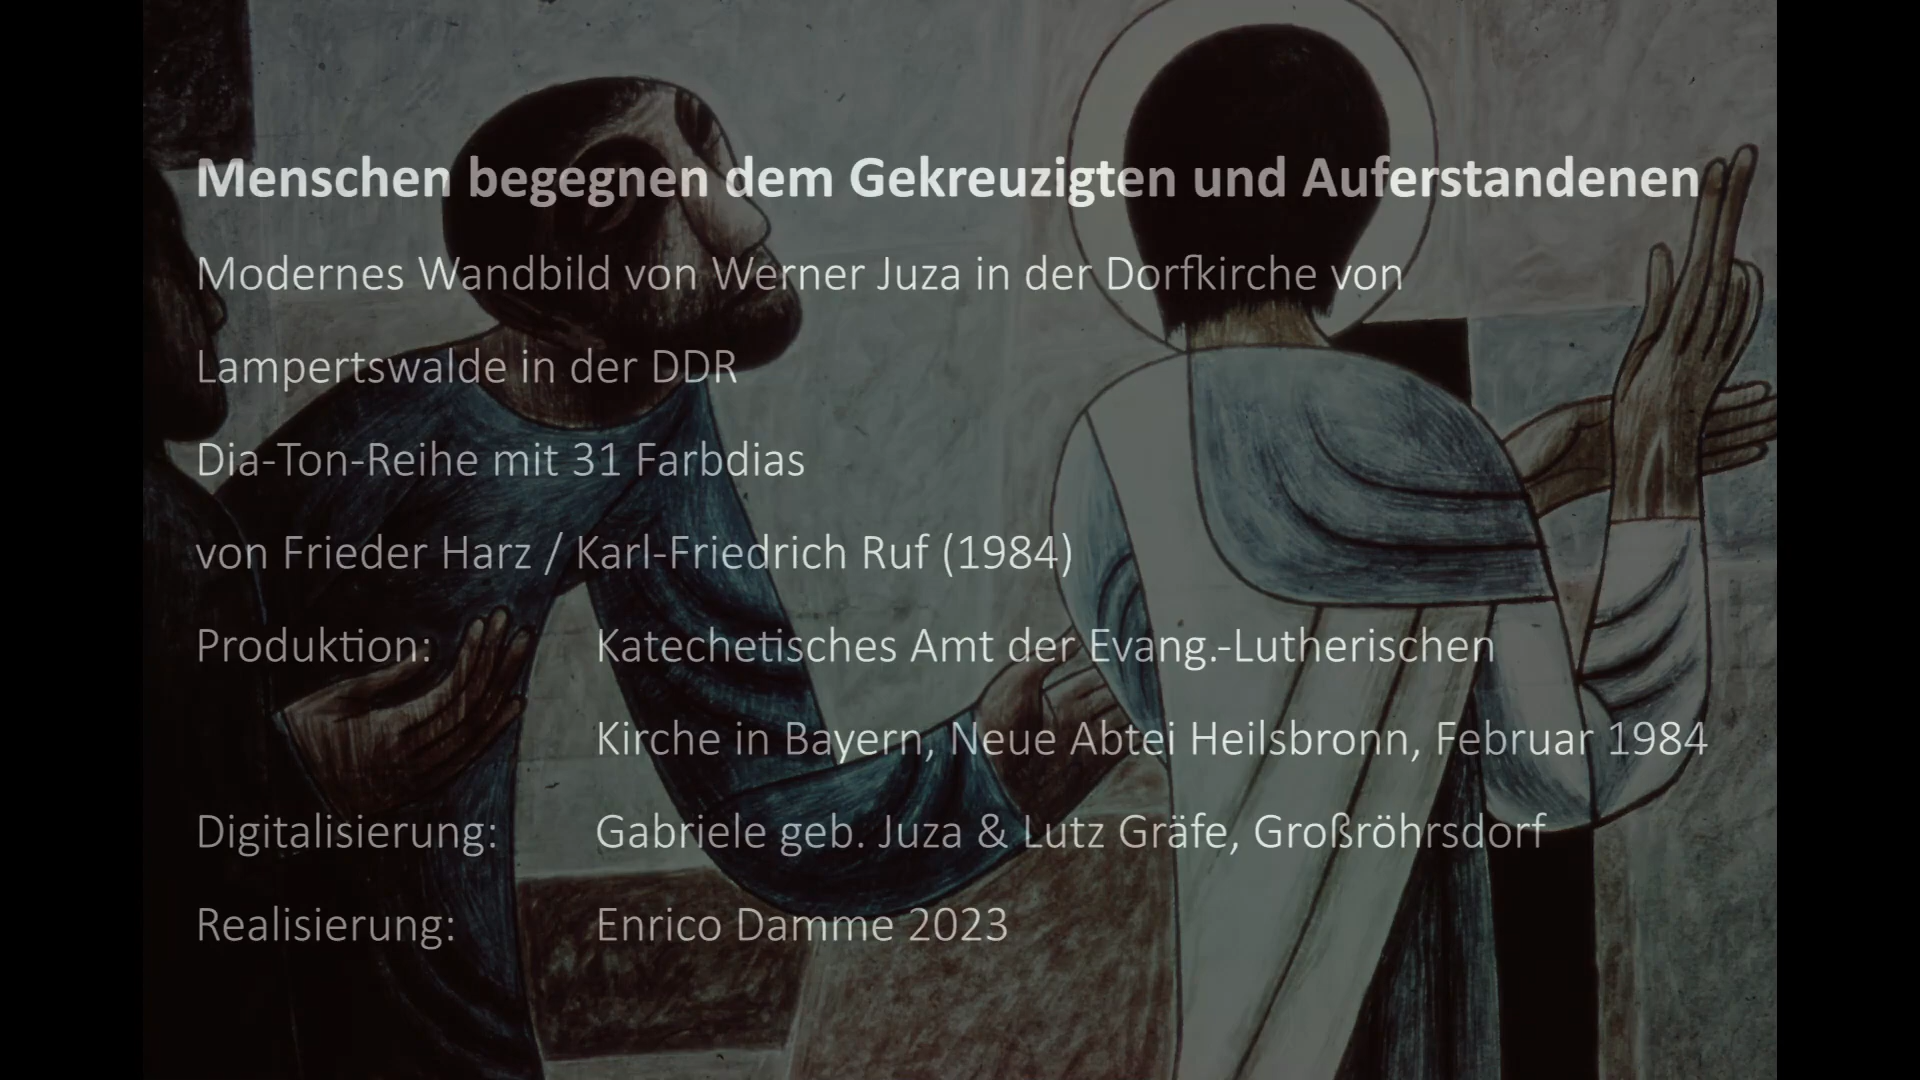 Menschen begegnen dem Gekreuzigten und Auferstandenen
Modernes Wandbild von Werner Juza in der Dorfkirche von
Lampertswalde in der DDR
Dia-Ton-Reihe mit 31 Farbdias
von Frieder Harz / Karl-Friedrich Ruf (1984)
Produktion: Katechetisches Amt der Evang.-Lutherischen
Kirche in Bayern, Neue Abtei Heilsbronn, Februar 1984
Digitalisierung: Gabriele geb. Juza & Lutz Gräfe, Großröhrsdorf
Realisierung: Enrico Damme 2023